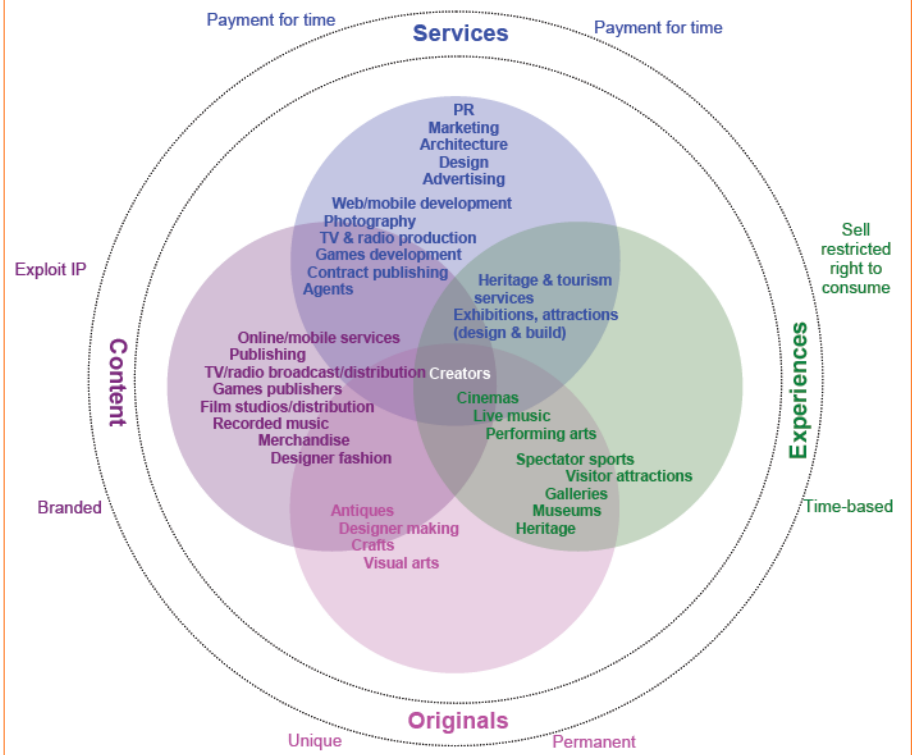 Payment for time
Services
Payment for time
PR
Marketing
Architecture
Design
Advertising
Web/mobile development
Photography
TV & radio production
Games development
Contract publishing
Agents
Heritage & tourism
services
Exhibitions, attractions
(design & build)
Sell
restricted
right to
consume
Exploit IP
Content
Online/mobile services
Publishing
TV/radio broadcast/distribution
Games publishers
Film studios/distribution
Recorded music
Merchandise
Designer fashion
Creators
Cinemas
Live music
Performing arts
Spectator sports
Visitor attractions
Galleries
Museums
Heritage
Experiences
Branded
Time-based
Antiques
Designer making
Crafts
Visual arts
Originals
Unique
Permanent